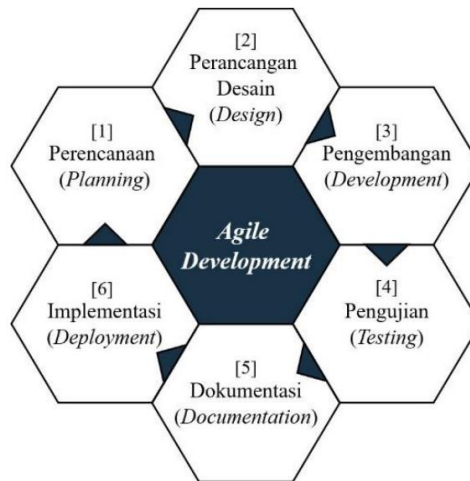 [1]
Perencanaan
(Planning)
[2]
Perancangan
Desain
(Design)
[3]
Pengembangan
(Development)
[4]
Pengujian
(Testing)
[5]
Dokumentasi
(Documentation)
[6]
Implementasi
(Deployment)
Agile
Development